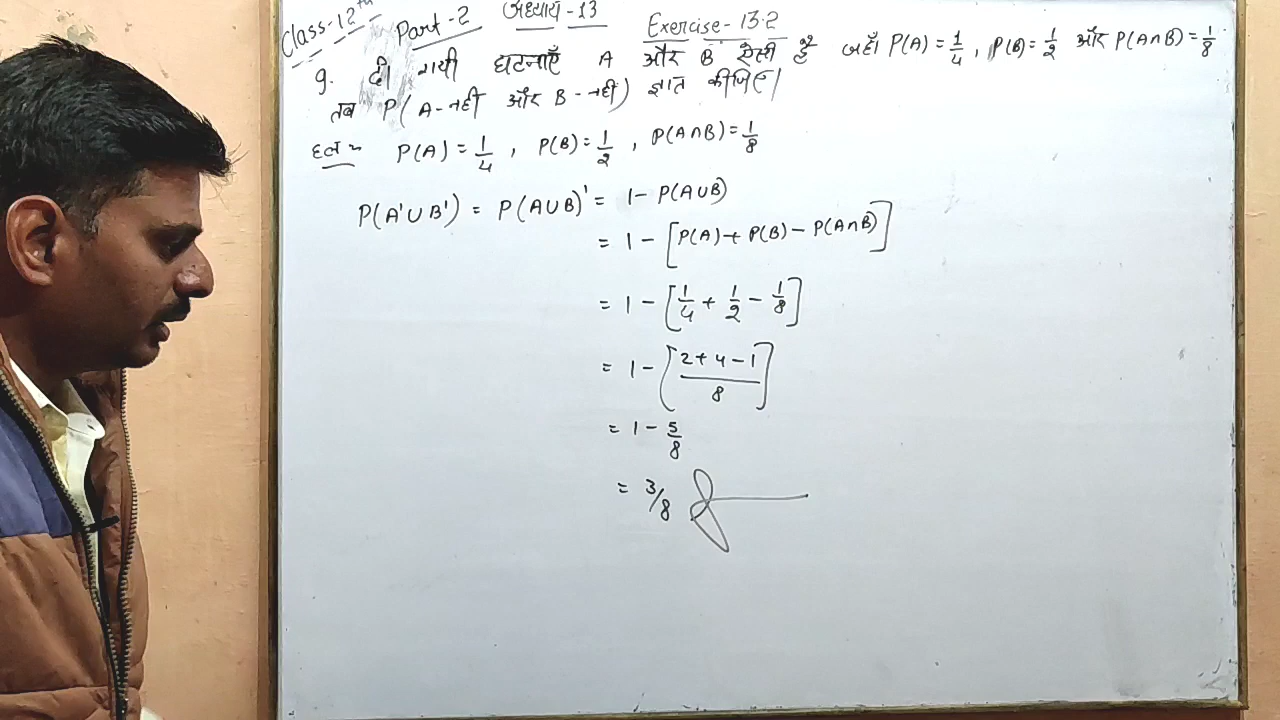 Class-12th Part-2 अध्याय-13 Exercise-13.2
9. दी गयी घटनाएँ A और B ऐसी हैं जहाँ P(A) = 1/4 , P(B) = 1/2 और P(A∩B) = 1/8
तब P(A-नहीं और B-नहीं) ज्ञात कीजिए।
हल ~ P(A) = 1/4 , P(B) = 1/2 , P(A∩B) = 1/8
P(A'∪B') = P(A∪B)' = 1 - P(A∪B)
= 1 - [P(A) + P(B) - P(A∩B)]
= 1 - [1/4 + 1/2 - 1/8]
= 1 - [2+4-1/8]
= 1 - 5/8
= 3/8